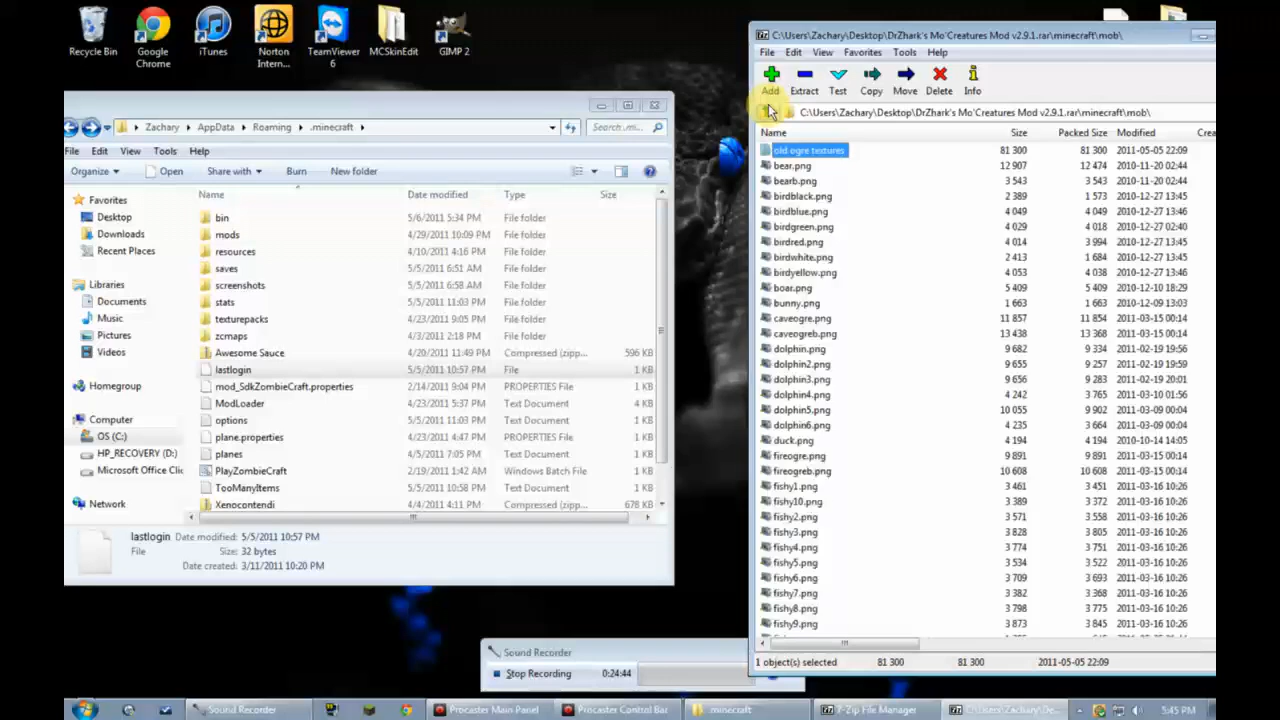 Recycle Bin
Google Chrome
iTunes
Norton Intern...
TeamViewer 6
MCSkinEdit
GIMP 2
Zachary AppData Roaming .minecraft Search .mi...
File Edit View Tools Help
Organize Open Share with Burn New folder
Name Date modified Type Size
Favorites
Desktop
Downloads
Recent Places
Libraries
Documents
Music
Pictures
Videos
Homegroup
Computer
OS (C:)
HP_RECOVERY (D:)
Microsoft Office Clic
Network
bin 5/6/2011 5:34 PM File folder
mods 4/29/2011 10:09 PM File folder
resources 4/10/2011 4:16 PM File folder
saves 5/5/2011 6:51 AM File folder
screenshots 5/5/2011 6:58 AM File folder
stats 5/5/2011 11:03 PM File folder
texturepacks 4/23/2011 9:05 PM File folder
zcmaps 4/3/2011 2:18 PM File folder
Awesome Sauce 4/20/2011 11:49 PM Compressed (zipp... 596 KB
lastlogin 5/5/2011 10:57 PM File 1 KB
mod_SdkZombieCraft.properties 2/14/2011 9:04 PM PROPERTIES File 1 KB
ModLoader 4/23/2011 5:37 PM Text Document 4 KB
options 5/5/2011 11:03 PM Text Document 1 KB
plane.properties 4/23/2011 4:47 PM PROPERTIES File 1 KB
planes 4/5/2011 7:05 PM Text Document 1 KB
PlayZombieCraft 2/19/2011 1:42 AM Windows Batch File 1 KB
TooManyItems 5/5/2011 10:58 PM Text Document 1 KB
Xenocontendi 4/4/2011 4:11 PM Compressed (zipp... 678 KB
lastlogin Date modified: 5/5/2011 10:57 PM
File Size: 32 bytes
Date created: 3/11/2011 10:20 PM
C:\Users\Zachary\Desktop\DrZhark's Mo'Creatures Mod v2.9.1.rar\minecraft\mob\
File Edit View Favorites Tools Help
Add Extract Test Copy Move Delete Info
C:\Users\Zachary\Desktop\DrZhark's Mo'Creatures Mod v2.9.1.rar\minecraft\mob\
Name Size Packed Size Modified Crea
old ogre textures 81 300 81 300 2011-05-05 22:09
bear.png 12 907 12 474 2010-11-20 02:44
bearb.png 3 543 3 543 2010-11-20 02:44
birdblack.png 2 389 1 573 2010-12-27 13:45
birdblue.png 4 049 4 049 2010-12-27 13:46
birdgreen.png 4 029 4 018 2010-12-27 02:40
birdred.png 4 014 3 994 2010-12-27 13:45
birdwhite.png 2 413 1 684 2010-12-27 13:45
birdyellow.png 4 053 4 038 2010-12-27 13:46
boar.png 5 409 5 409 2010-12-10 18:29
bunny.png 1 663 1 663 2010-12-09 13:03
caveogre.png 11 857 11 854 2011-03-15 00:14
caveogreb.png 13 438 13 368 2011-03-15 00:14
dolphin.png 9 682 9 334 2011-02-19 19:56
dolphin2.png 9 655 9 257 2011-02-19 19:59
dolphin3.png 9 656 9 283 2011-02-19 20:01
dolphin4.png 4 242 3 765 2011-03-10 01:56
dolphin5.png 10 055 9 902 2011-03-09 00:04
dolphin6.png 4 235 3 664 2011-03-09 00:04
duck.png 4 194 4 194 2010-10-14 14:05
fireogre.png 9 891 9 891 2011-03-15 00:14
fireogreb.png 10 608 10 608 2011-03-15 00:14
fishy1.png 3 461 3 451 2011-03-16 10:26
fishy10.png 3 389 3 372 2011-03-16 10:26
fishy2.png 3 571 3 558 2011-03-16 10:26
fishy3.png 3 828 3 805 2011-03-16 10:26
fishy4.png 3 774 3 751 2011-03-16 10:26
fishy5.png 3 534 3 522 2011-03-16 10:26
fishy6.png 3 709 3 693 2011-03-16 10:26
fishy7.png 3 382 3 368 2011-03-16 10:26
fishy8.png 3 798 3 775 2011-03-16 10:26
fishy9.png 3 873 3 845 2011-03-16 10:26
1 object(s) selected 81 300 81 300 2011-05-05 22:09
Sound Recorder
Stop Recording 0:24:44
Sound Recorder Procaster Main Panel Procaster Control Bar .minecraft 7-Zip File Manager C:\Users\Zachary\De... 5:45 PM